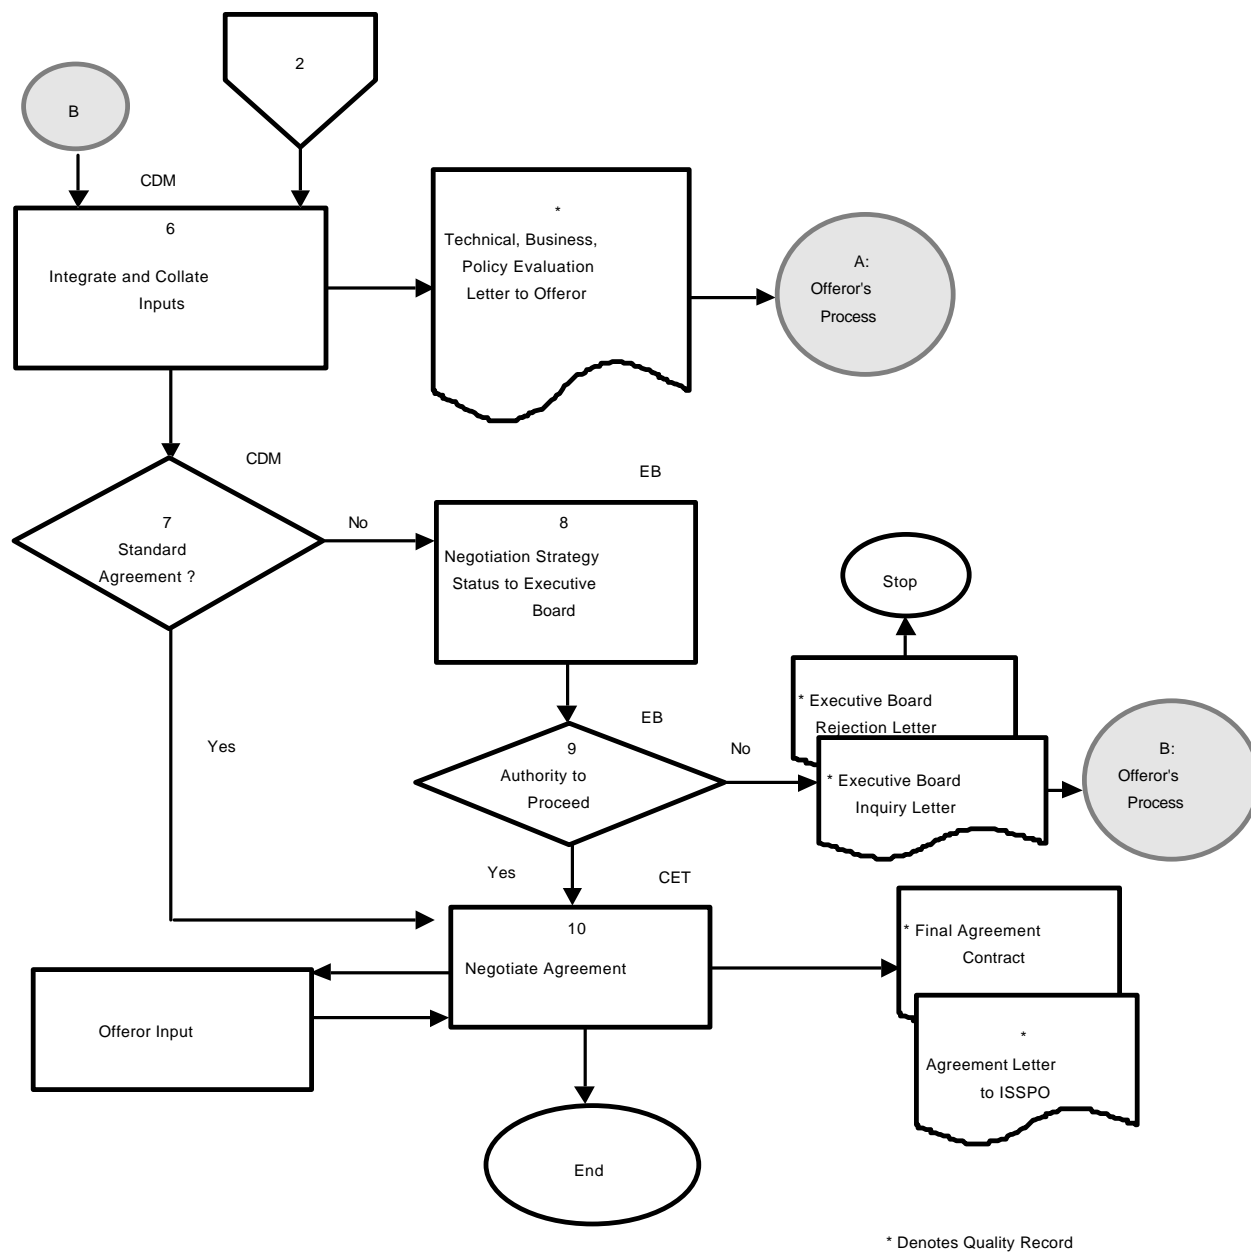 2
B
CDM
6
Integrate and Collate
Inputs
*
Technical, Business,
Policy Evaluation
Letter to Offeror
A:
Offeror's
Process
CDM
7
Standard
Agreement ?
No
EB
8
Negotiation Strategy
Status to Executive
Board
Stop
* Executive Board
Rejection Letter
Yes
EB
9
Authority to
Proceed
No
* Executive Board
Inquiry Letter
B:
Offeror's
Process
Yes
CET
10
Negotiate Agreement
* Final Agreement
Contract
Offeror Input
*
Agreement Letter
to ISSPO
End
* Denotes Quality Record